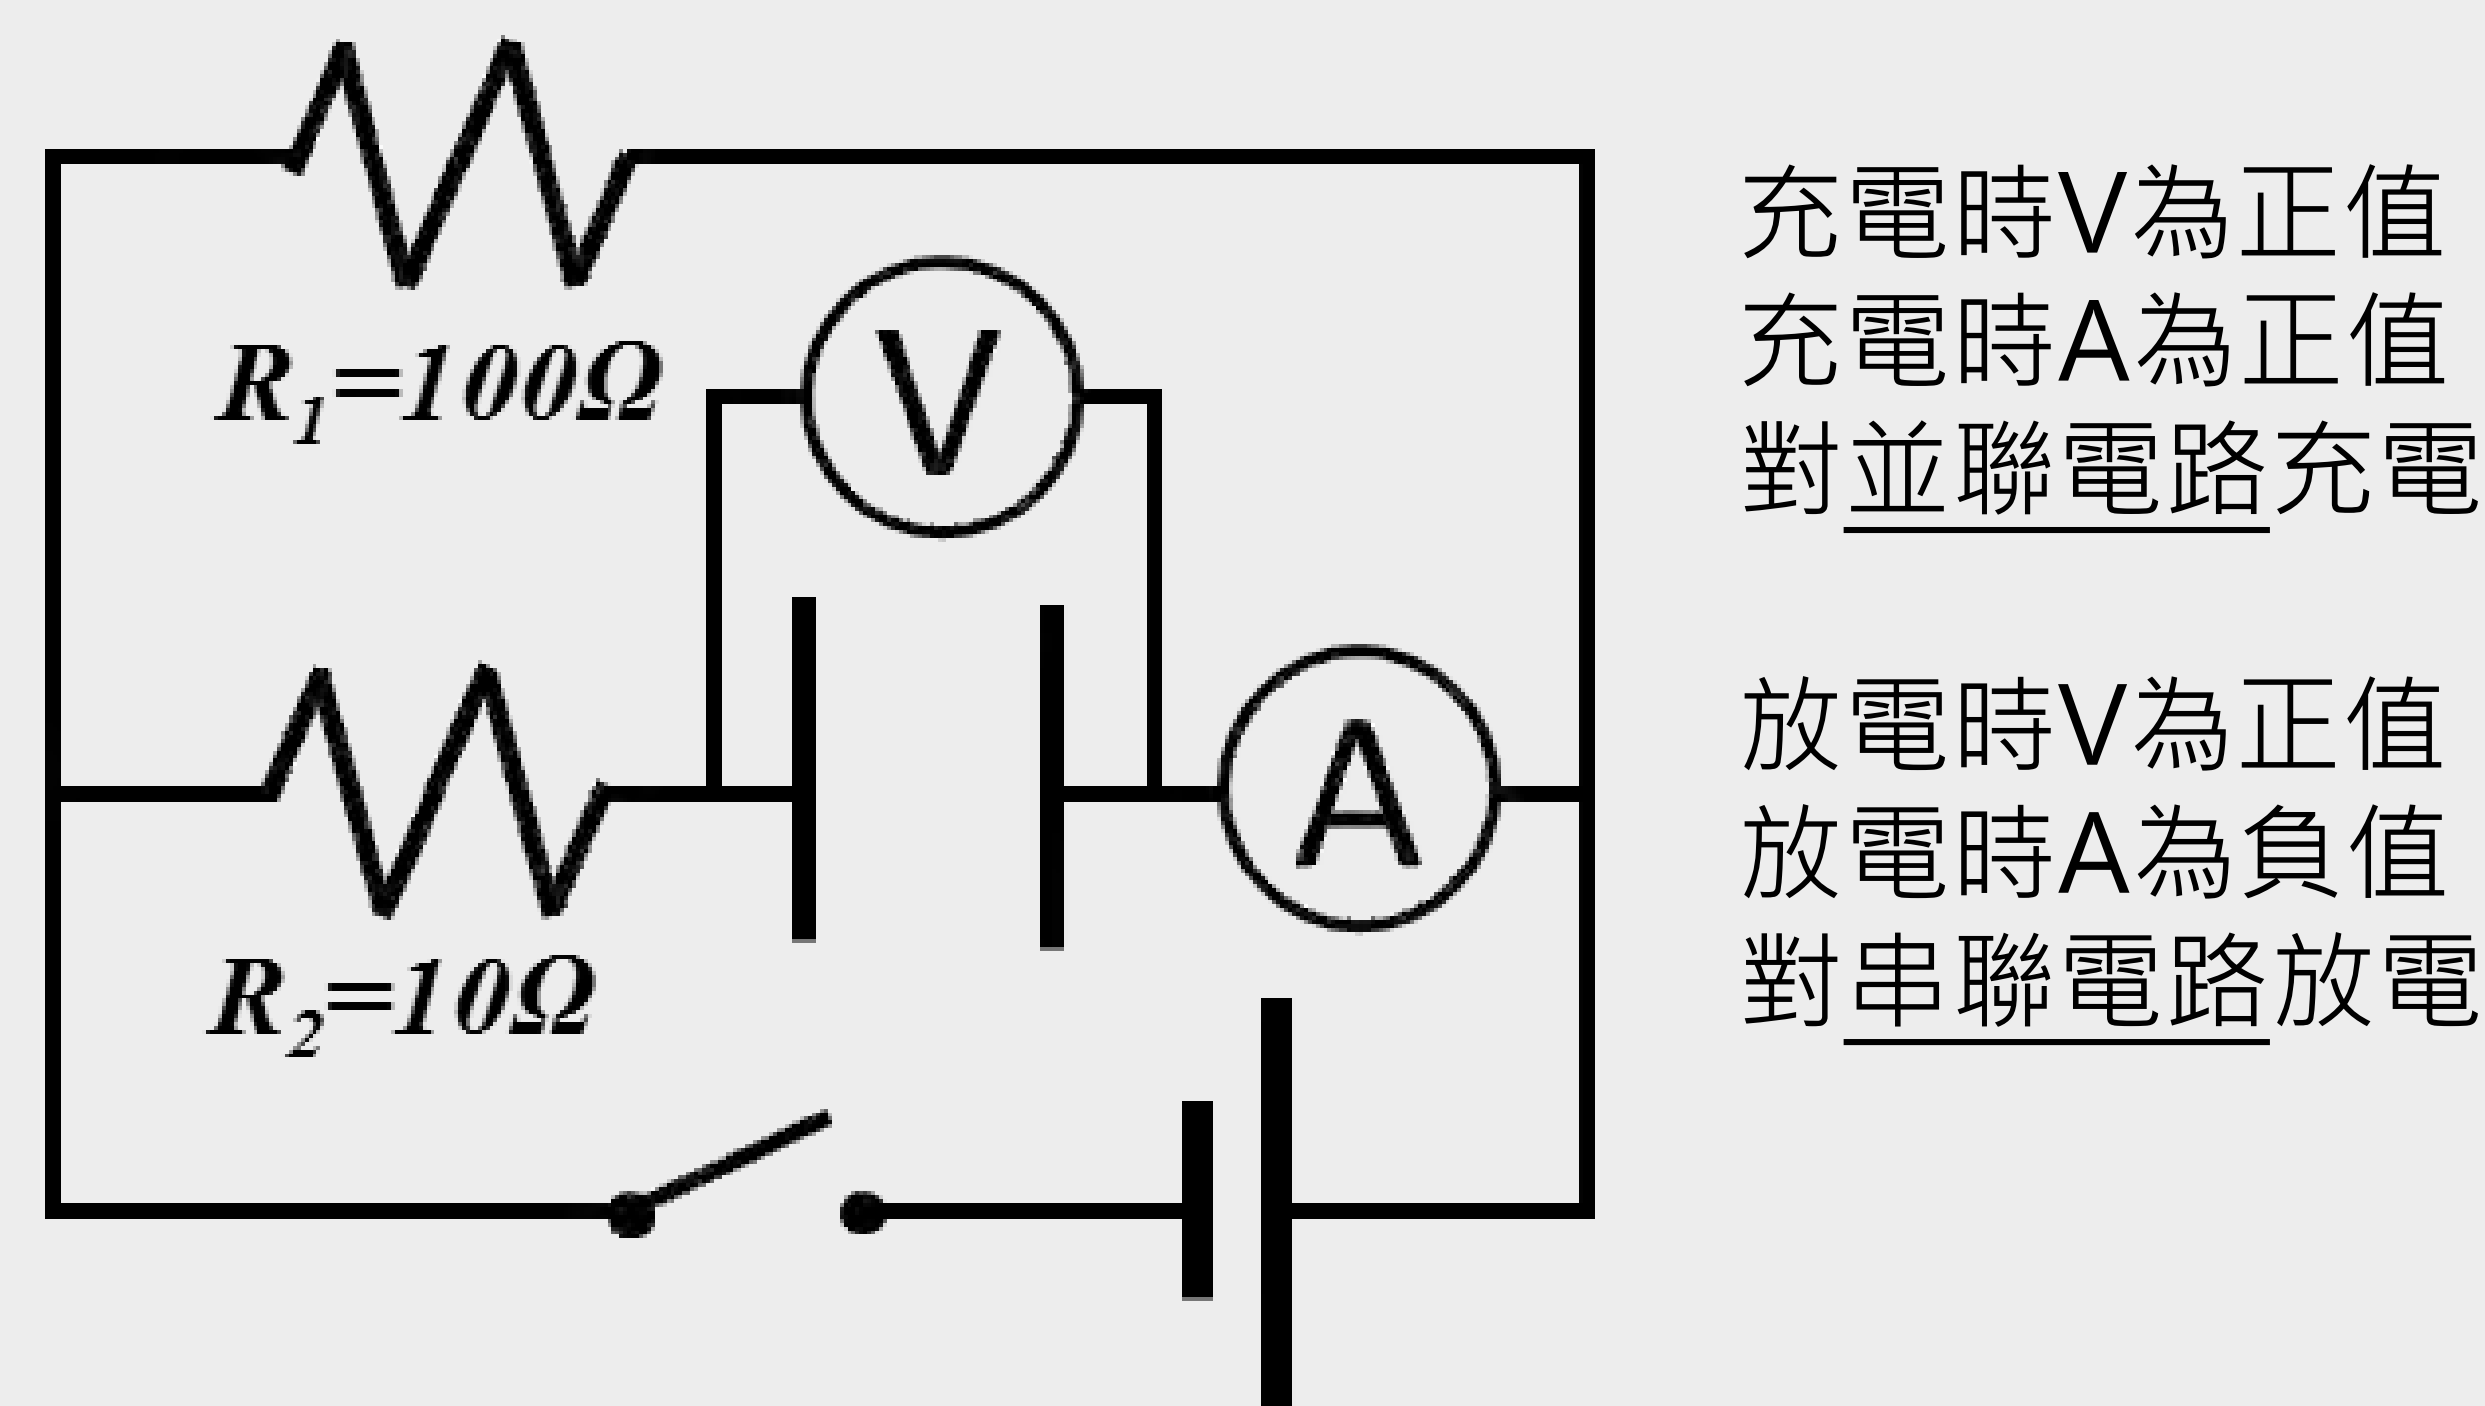 R1=100Ω
V
A
R2=10Ω
充電時V為正值
充電時A為正值
對並聯電路充電
放電時V為正值
放電時A為負值
對串聯電路放電